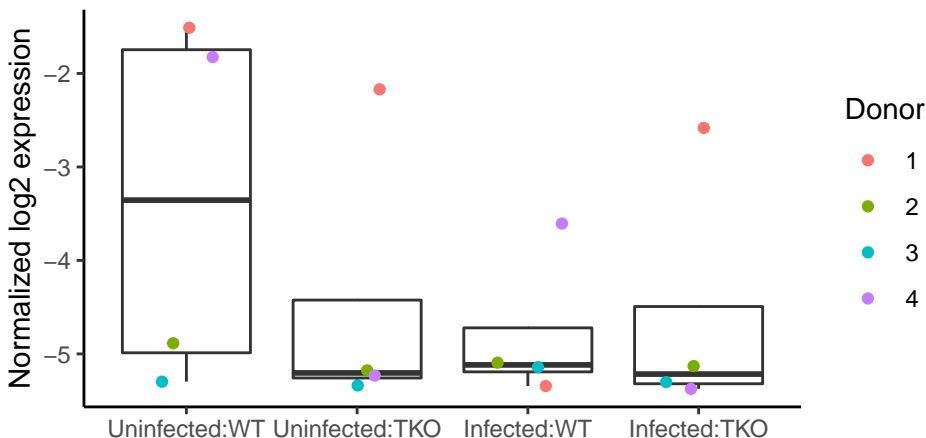 Normalized log2 expression
−2
−3
−4
−5
Uninfected:WT
Uninfected:TKO
Infected:WT
Infected:TKO
Donor
1
2
3
4